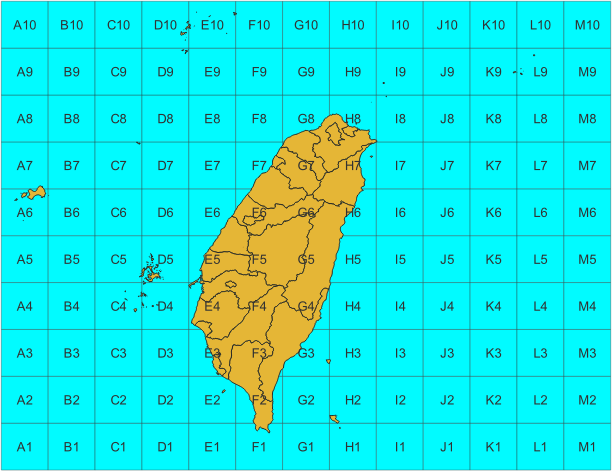 A10 B10 C10 D10 E10 F10 G10 H10 I10 J10 K10 L10 M10
A9 B9 C9 D9 E9 F9 G9 H9 I9 J9 K9 L9 M9
A8 B8 C8 D8 E8 F8 G8 H8 I8 J8 K8 L8 M8
A7 B7 C7 D7 E7 F7 G7 H7 I7 J7 K7 L7 M7
A6 B6 C6 D6 E6 F6 G6 H6 I6 J6 K6 L6 M6
A5 B5 C5 D5 E5 F5 G5 H5 I5 J5 K5 L5 M5
A4 B4 C4 D4 E4 F4 G4 H4 I4 J4 K4 L4 M4
A3 B3 C3 D3 E3 F3 G3 H3 I3 J3 K3 L3 M3
A2 B2 C2 D2 E2 F2 G2 H2 I2 J2 K2 L2 M2
A1 B1 C1 D1 E1 F1 G1 H1 I1 J1 K1 L1 M1